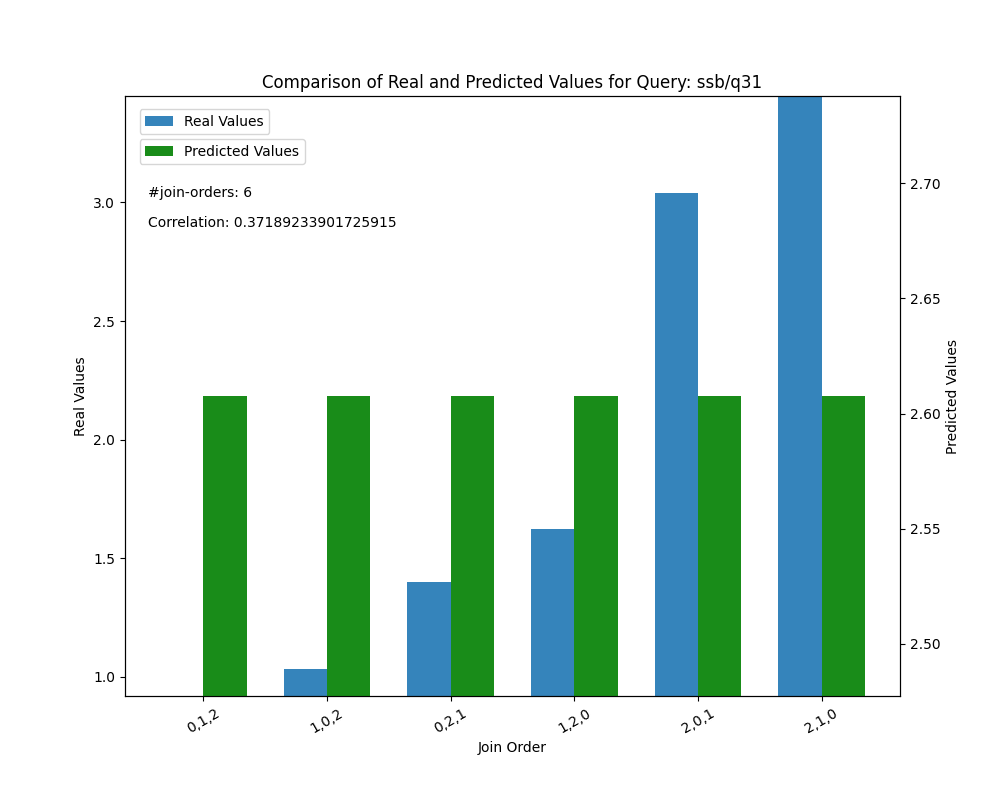 Comparison of Real and Predicted Values for Query: ssb/q31
Real Values
Predicted Values
#join-orders: 6
Correlation: 0.37189233901725915
3.0
2.5
2.0
1.5
1.0
Real Values
2.70
2.65
2.60
2.55
2.50
Predicted Values
0,1,2
1,0,2
0,2,1
1,2,0
2,0,1
2,1,0
Join Order